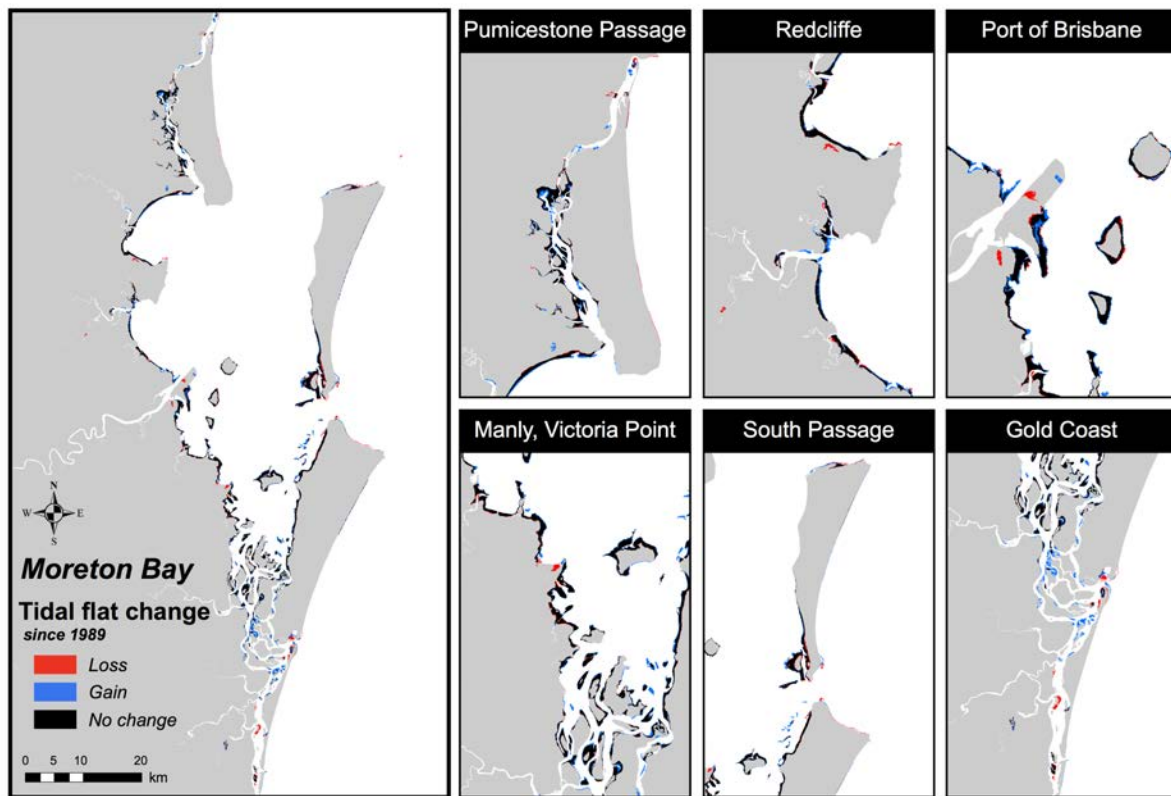 Pumicestone Passage
Redcliffe
Port of Brisbane
Manly, Victoria Point
South Passage
Gold Coast
N
W E
S
Moreton Bay
Tidal flat change
since 1989
Loss
Gain
No change
0 5 10 20
km